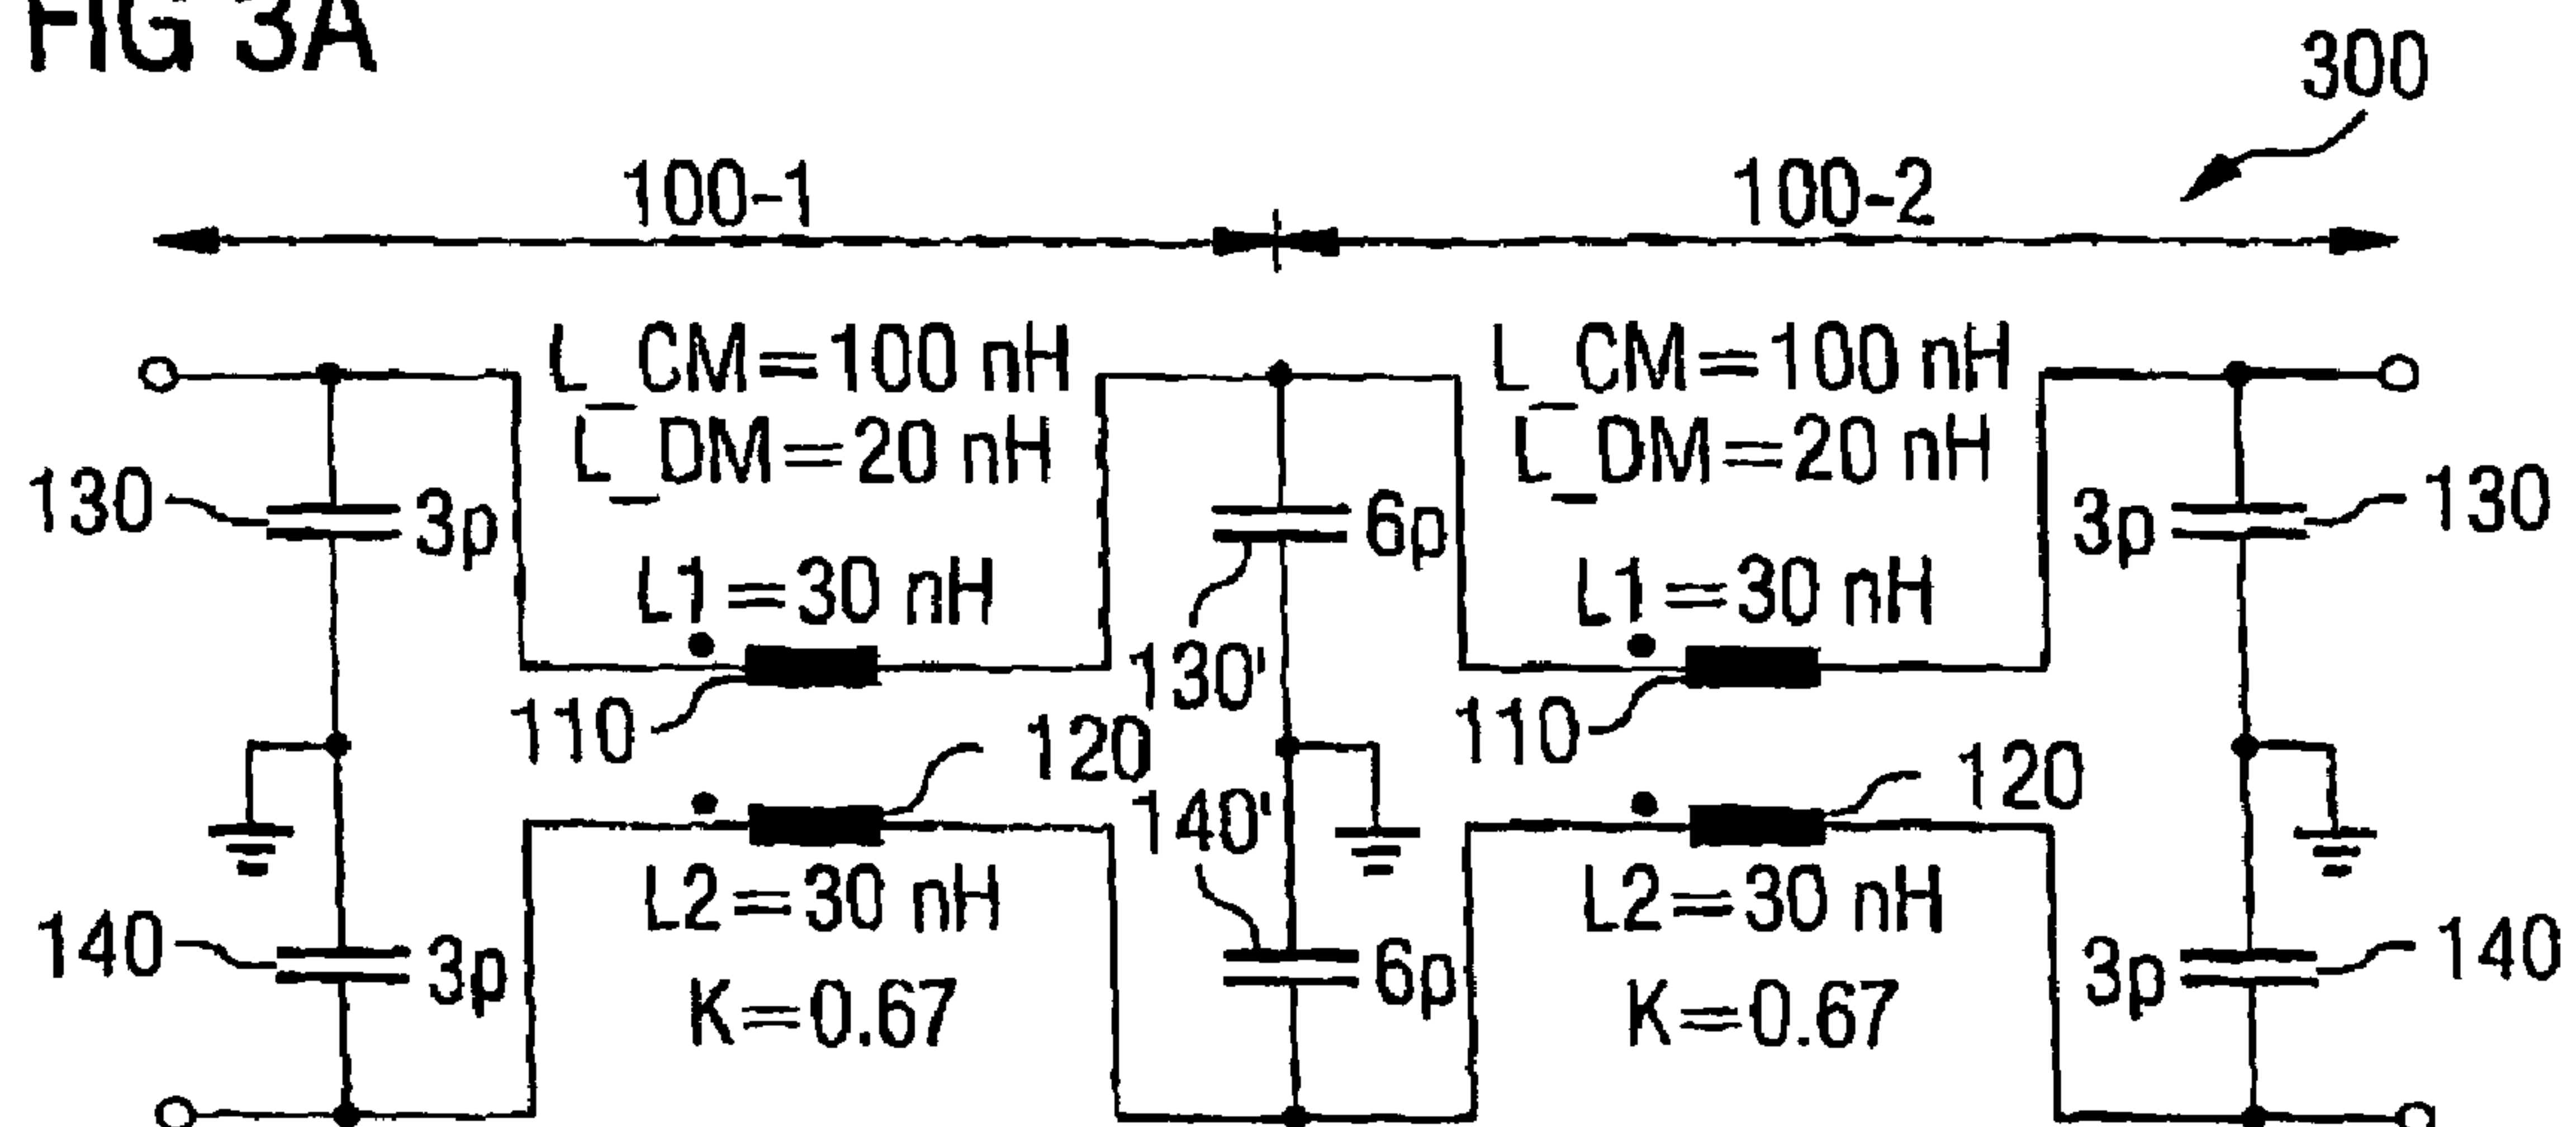 FIG 3A
300
100-1
100-2
L_CM=100 nH
L_DM=20 nH
L_CM=100 nH
L_DM=20 nH
130
3p
6p
3p
130
L1=30 nH
L1=30 nH
130'
110
120
110
120
140'
L2=30 nH
L2=30 nH
140
3p
6p
3p
140
K=0.67
K=0.67